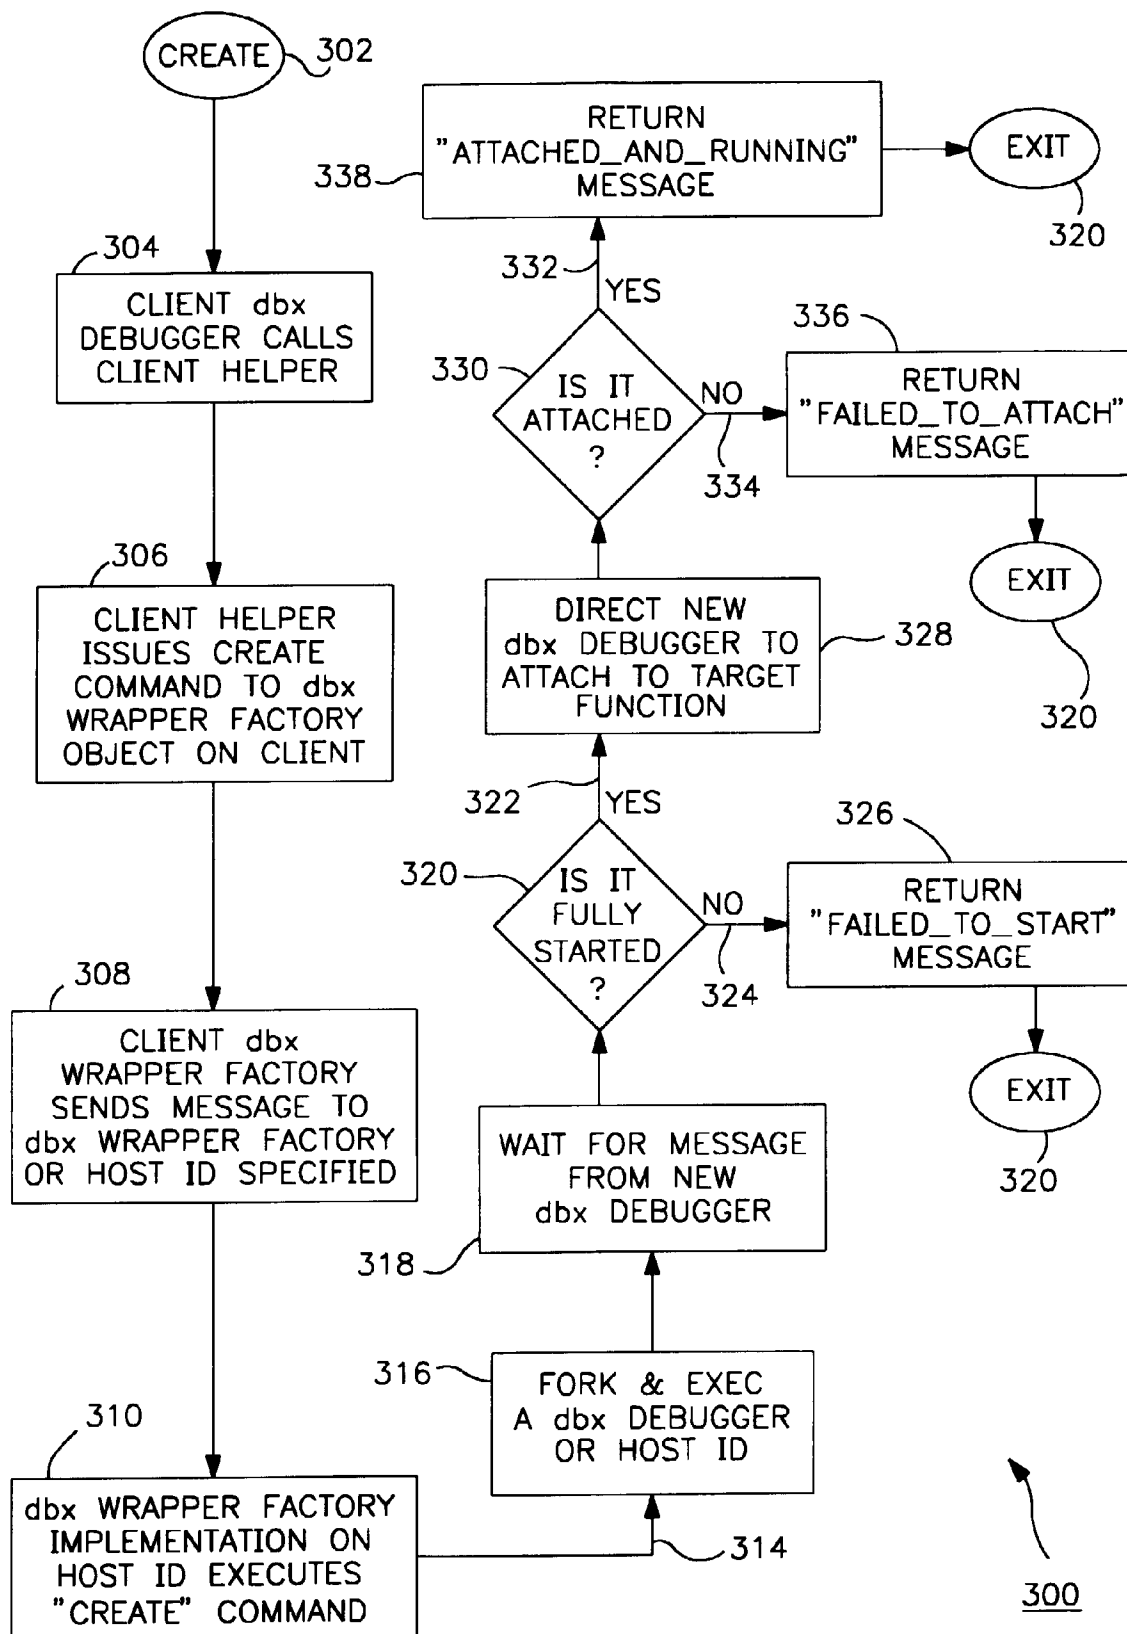 CREATE
302
304
CLIENT dbx
DEBUGGER CALLS
CLIENT HELPER
306
CLIENT HELPER
ISSUES CREATE
COMMAND TO dbx
WRAPPER FACTORY
OBJECT ON CLIENT
308
CLIENT dbx
WRAPPER FACTORY
SENDS MESSAGE TO
dbx WRAPPER FACTORY
OR HOST ID SPECIFIED
310
dbx WRAPPER FACTORY
IMPLEMENTATION ON
HOST ID EXECUTES
"CREATE" COMMAND
314
316
FORK & EXEC
A dbx DEBUGGER
OR HOST ID
318
WAIT FOR MESSAGE
FROM NEW
dbx DEBUGGER
320
IS IT
FULLY
STARTED
?
NO
324
326
RETURN
"FAILED_TO_START"
MESSAGE
EXIT
320
322
YES
DIRECT NEW
dbx DEBUGGER TO
ATTACH TO TARGET
FUNCTION
328
330
IS IT
ATTACHED
?
NO
334
336
RETURN
"FAILED_TO_ATTACH"
MESSAGE
EXIT
320
332
YES
338
RETURN
"ATTACHED_AND_RUNNING"
MESSAGE
EXIT
320
300